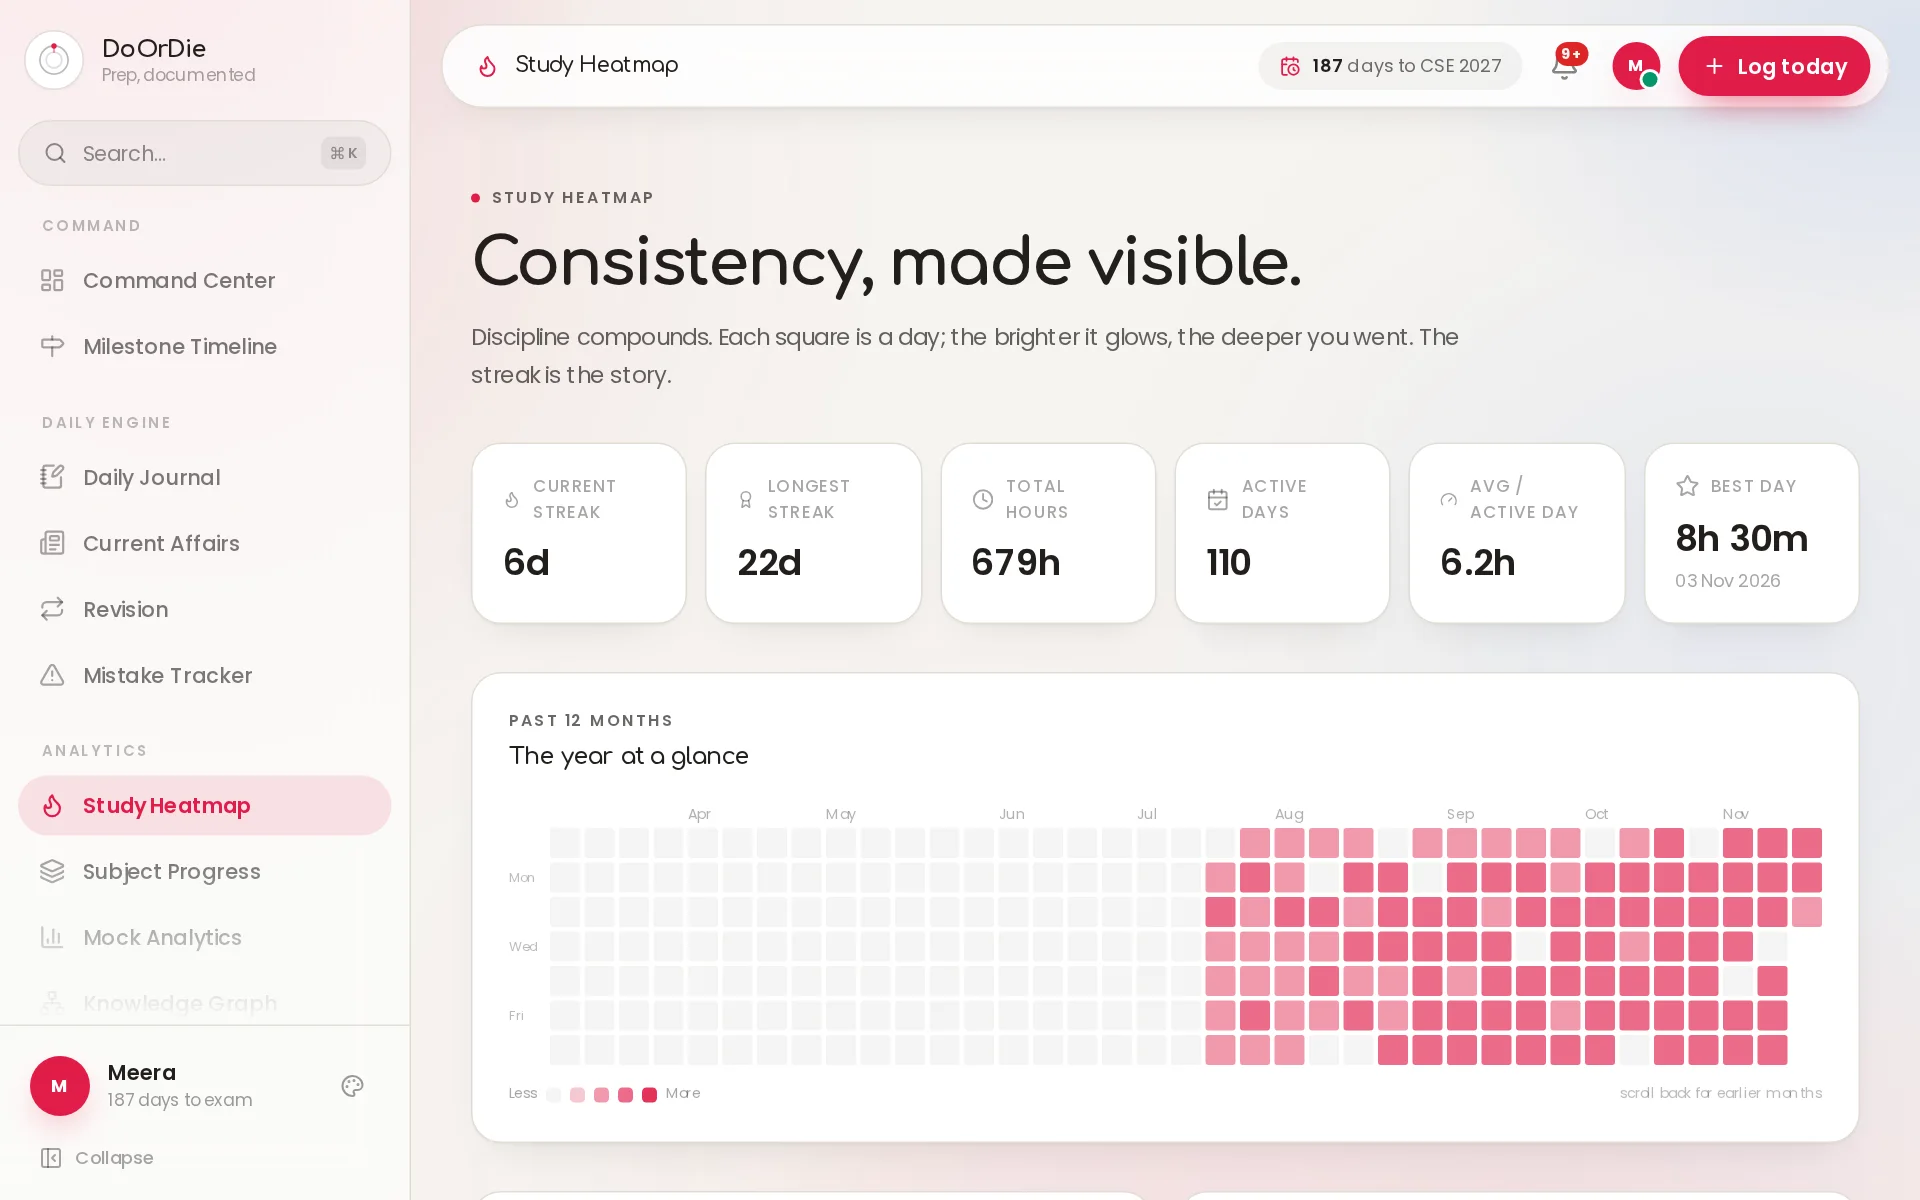 DoOrDie
Prep, documented
Search...
⌘ K
COMMAND
Command Center
Milestone Timeline
DAILY ENGINE
Daily Journal
Current Affairs
Revision
Mistake Tracker
ANALYTICS
Study Heatmap
Subject Progress
Mock Analytics
Knowledge Graph
M
Meera
187 days to exam
Collapse
Study Heatmap
187 days to CSE 2027
9+
M
+ Log today
STUDY HEATMAP
Consistency, made visible.
Discipline compounds. Each square is a day; the brighter it glows, the deeper you went. The
streak is the story.
CURRENT
STREAK
6d
LONGEST
STREAK
22d
TOTAL
HOURS
679h
ACTIVE
DAYS
110
AVG /
ACTIVE DAY
6.2h
BEST DAY
8h 30m
03 Nov 2026
PAST 12 MONTHS
The year at a glance
Apr May Jun Jul Aug Sep Oct Nov
Mon
Wed
Fri
Less More
scroll back for earlier months